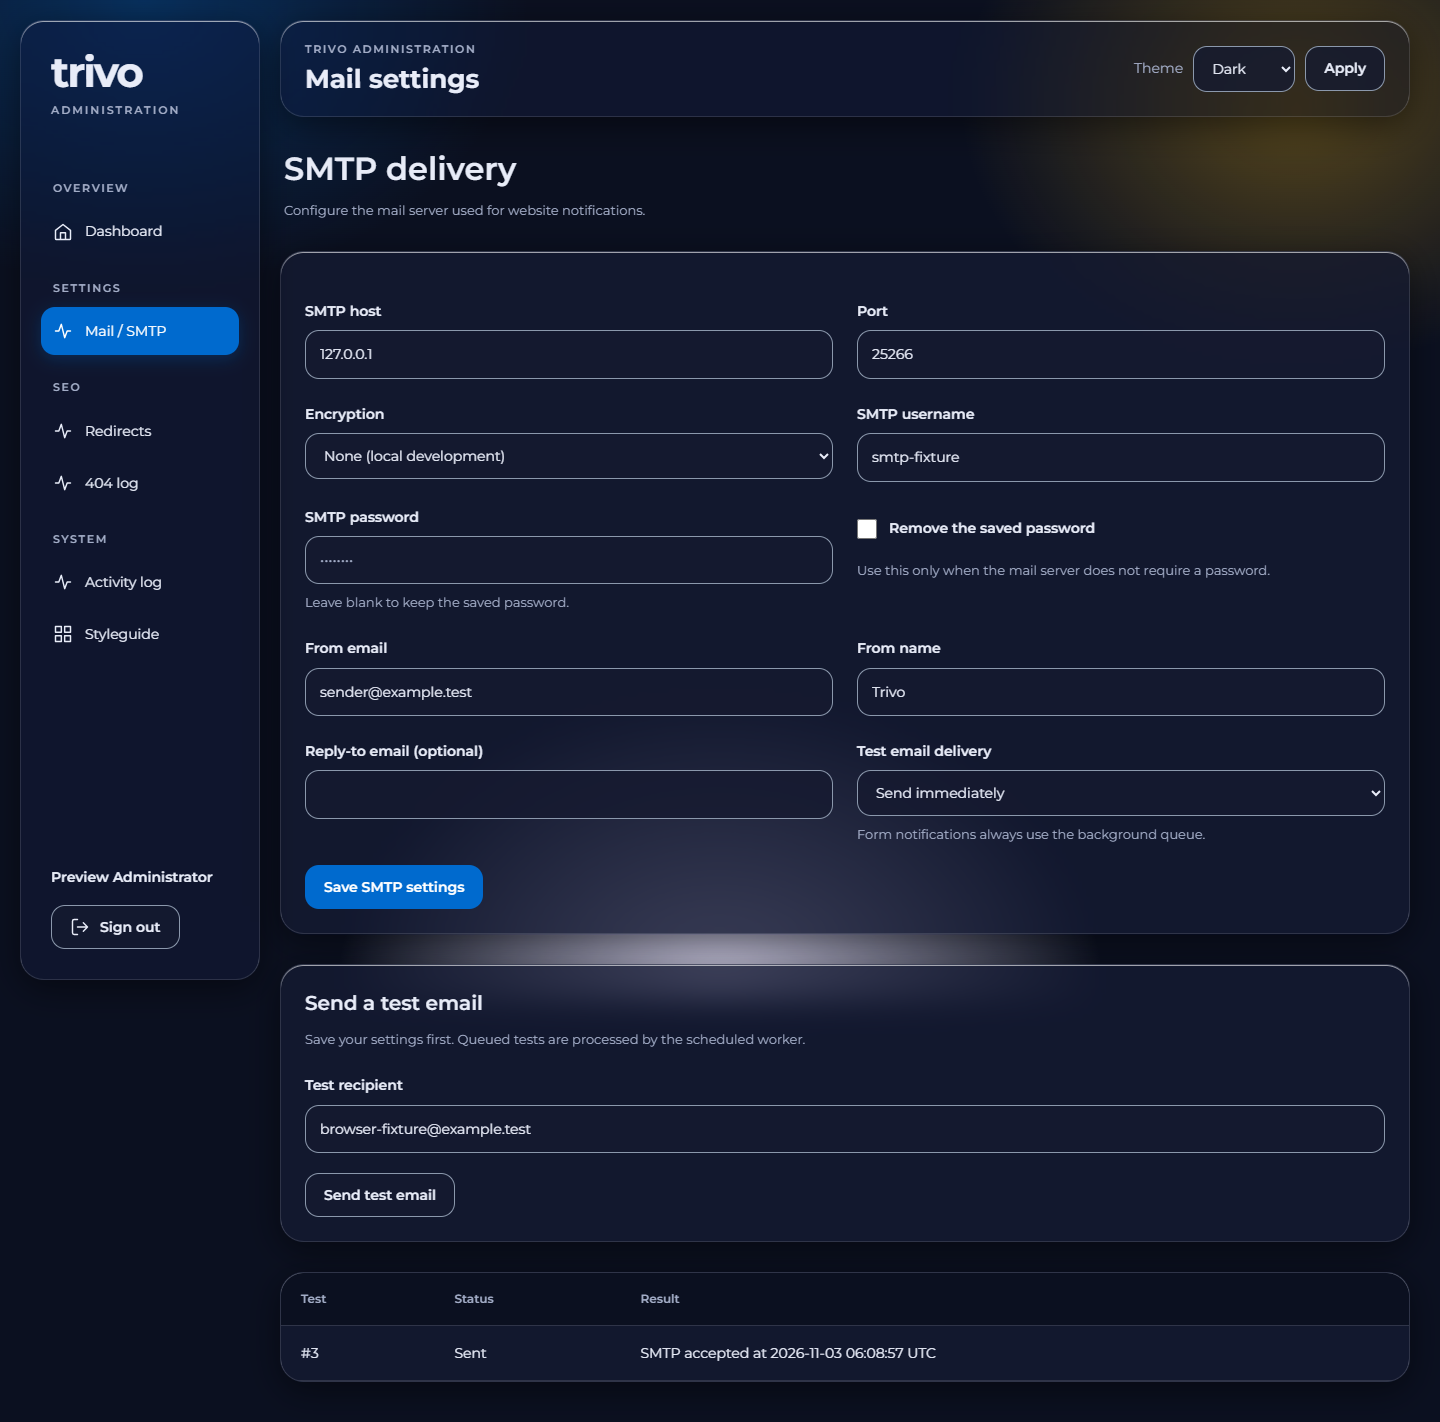 trivo
ADMINISTRATION
OVERVIEW
Dashboard
SETTINGS
Mail / SMTP
SEO
Redirects
404 log
SYSTEM
Activity log
Styleguide
Preview Administrator
Sign out
TRIVO ADMINISTRATION
Mail settings
Theme
Dark
Apply
SMTP delivery
Configure the mail server used for website notifications.
SMTP host
127.0.0.1
Port
25266
Encryption
None (local development)
SMTP username
smtp-fixture
SMTP password
········
Leave blank to keep the saved password.
Remove the saved password
Use this only when the mail server does not require a password.
From email
sender@example.test
From name
Trivo
Reply-to email (optional)
Test email delivery
Send immediately
Form notifications always use the background queue.
Save SMTP settings
Send a test email
Save your settings first. Queued tests are processed by the scheduled worker.
Test recipient
browser-fixture@example.test
Send test email
Test Status Result
#3 Sent SMTP accepted at 2026-11-03 06:08:57 UTC